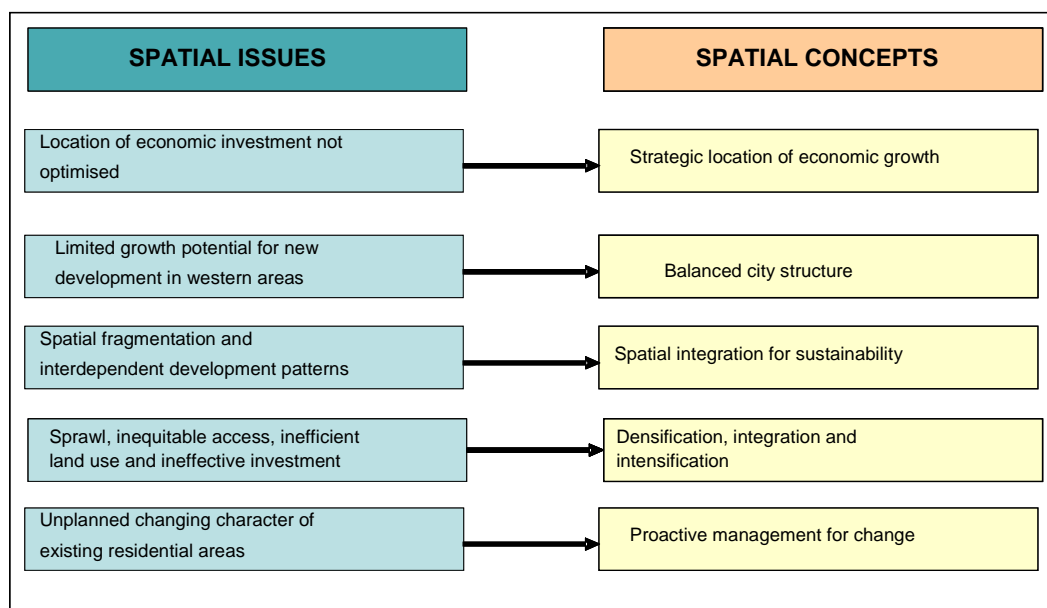 SPATIAL ISSUES
SPATIAL CONCEPTS
Location of economic investment not
optimised
Strategic location of economic growth
Limited growth potential for new
development in western areas
Balanced city structure
Spatial fragmentation and
interdependent development patterns
Spatial integration for sustainability
Sprawl, inequitable access, inefficient
land use and ineffective investment
Densification, integration and
intensification
Unplanned changing character of
existing residential areas
Proactive management for change